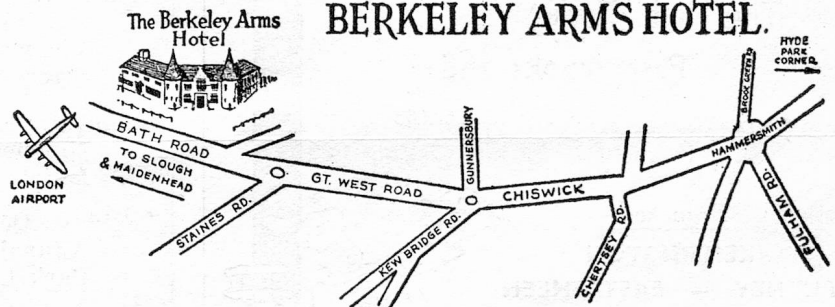 The Berkeley Arms
Hotel
BERKELEY ARMS HOTEL.
HYDE
PARK
CORNER
BROOK GREEN RD
LONDON
AIRPORT
BATH ROAD
TO SLOUGH
& MAIDENHEAD
STAINES RD.
GT. WEST ROAD
GUNNERSBURY
KEW BRIDGE RD.
CHISWICK
CHERTSEY RD.
HAMMERSMITH
FULHAM RD.